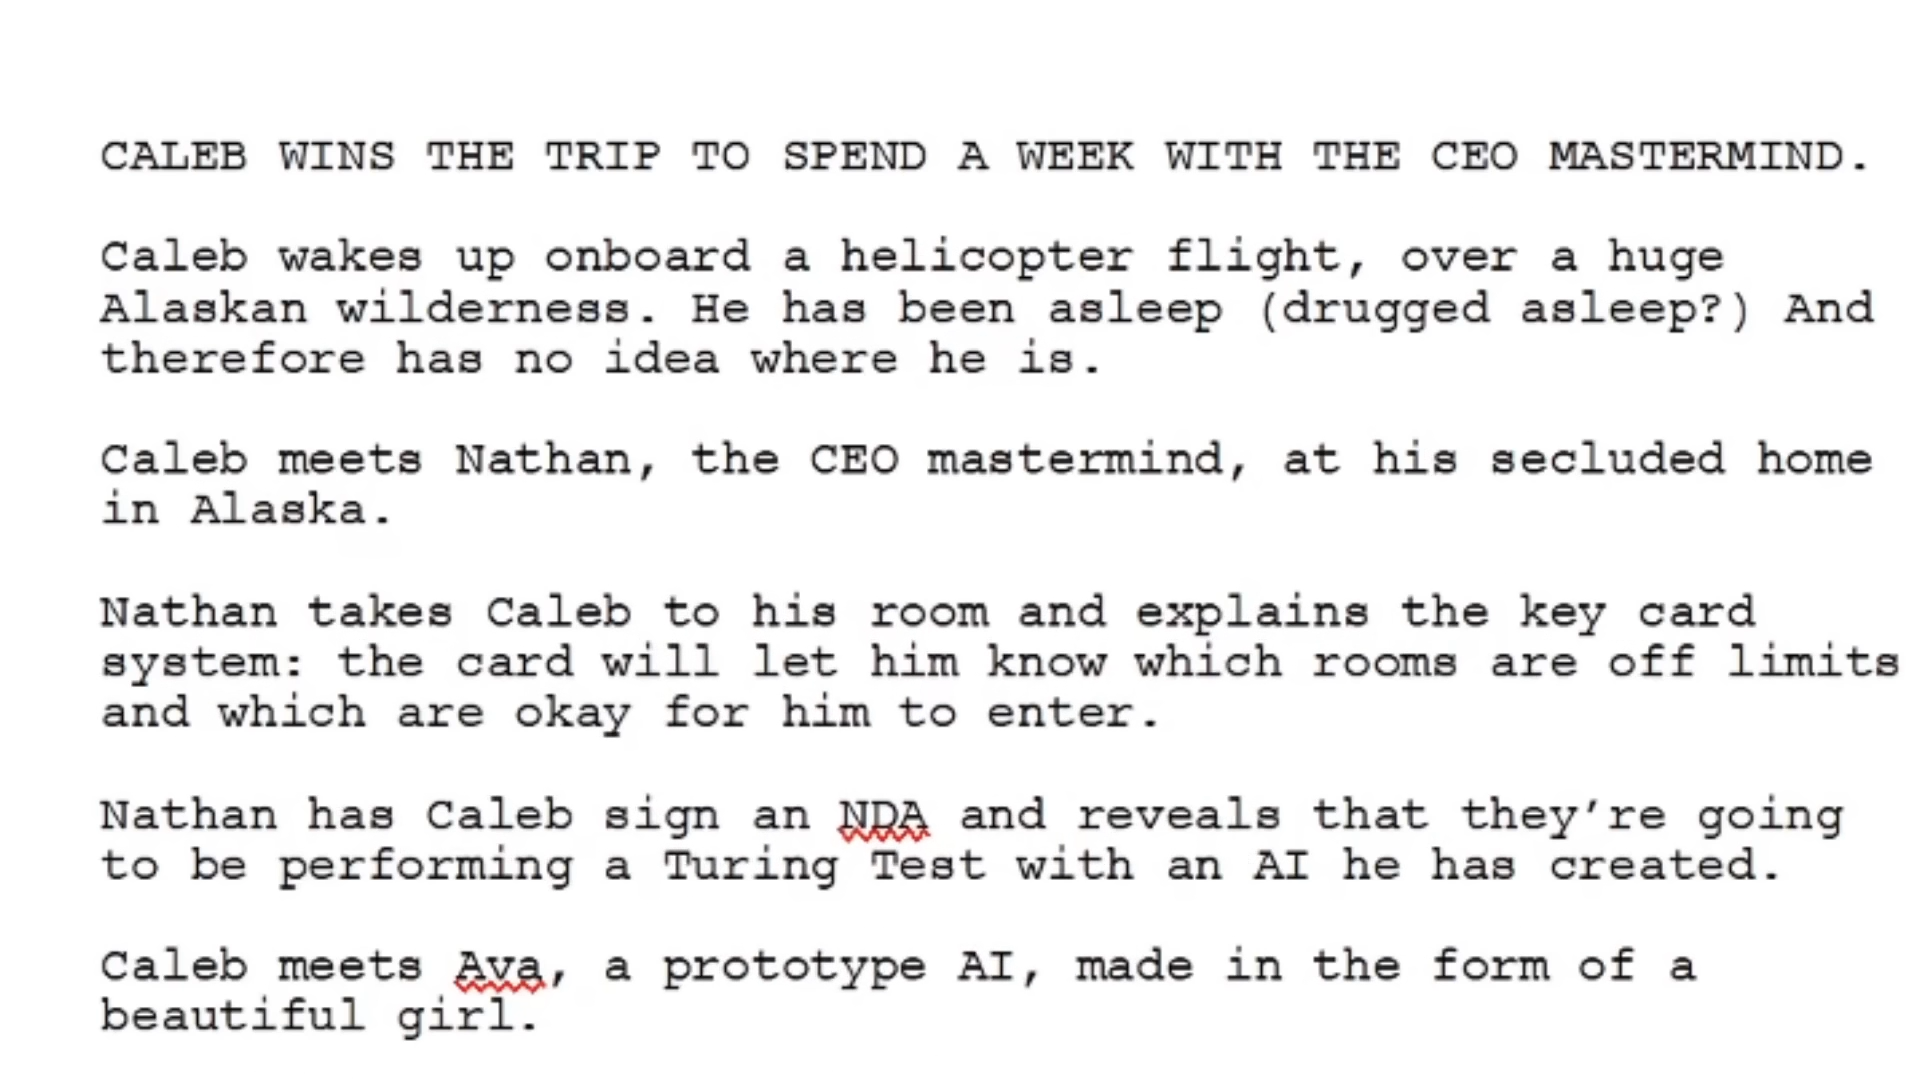 CALEB WINS THE TRIP TO SPEND A WEEK WITH THE CEO MASTERMIND.
Caleb wakes up onboard a helicopter flight, over a huge
Alaskan wilderness. He has been asleep (drugged asleep?) And
therefore has no idea where he is.
Caleb meets Nathan, the CEO mastermind, at his secluded home
in Alaska.
Nathan takes Caleb to his room and explains the key card
system: the card will let him know which rooms are off limits
and which are okay for him to enter.
Nathan has Caleb sign an NDA and reveals that they’re going
to be performing a Turing Test with an AI he has created.
Caleb meets Ava, a prototype AI, made in the form of a
beautiful girl.